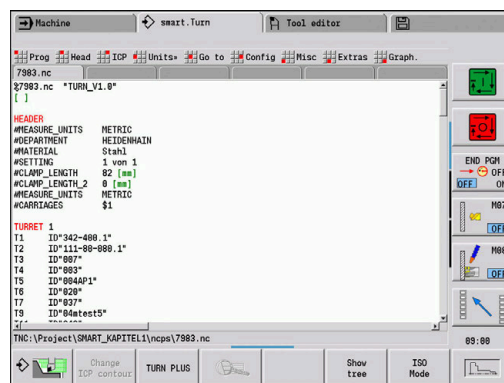 Machine
smart.Turn
Tool editor
Prog Head ICP Units» Go to Config Misc Extras Graph.
7983.nc
%7983.nc "TURN_V1.0"
[ ]
HEADER
#MEASURE_UNITS METRIC
#DEPARTMENT HEIDENHAIN
#MATERIAL Stahl
#SETTING 1 von 1
#CLAMP_LENGTH 82 [mm]
#CLAMP_LENGTH_2 0 [mm]
#MEASURE_UNITS METRIC
#CARRIAGES $1
TURRET 1
T1 ID"342-400.1"
T2 ID"111-80-080.1"
T3 ID"007"
T4 ID"003"
T5 ID"004AP1"
T6 ID"020"
T7 ID"037"
T9 ID"04mtest5"
TNC:\Project\SMART_KAPITEL1\ncps\7983.nc
Change
ICP contour
TURN PLUS
Show
tree
ISO
Mode
END PGM
OFF
OFF ON
M07
OFF
M08
OFF
09:00